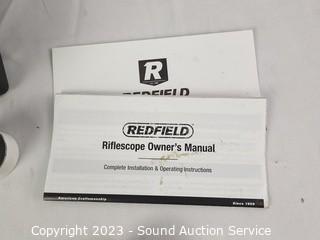 R
REDFIELD
REDFIELD
Riflescope Owner's Manual
Complete Installation & Operating Instructions
American Craftsmanship
Since 1909
Copyright 2023 - Sound Auction Service